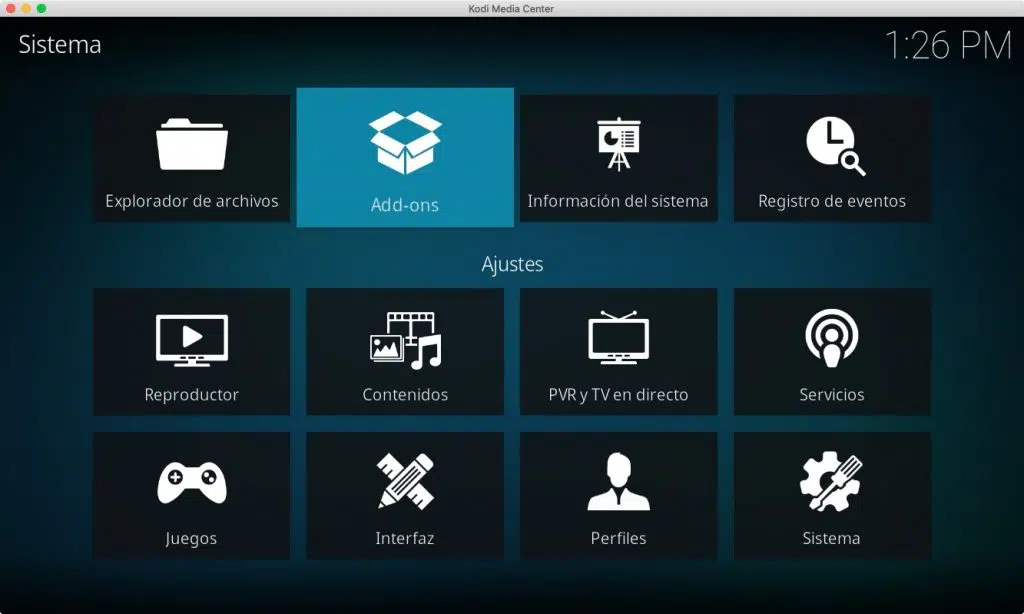 Kodi Media Center
Sistema
1:26 PM
Explorador de archivos
Add-ons
Información del sistema
Registro de eventos
Ajustes
Reproductor
Contenidos
PVR y TV en directo
Servicios
Juegos
Interfaz
Perfiles
Sistema